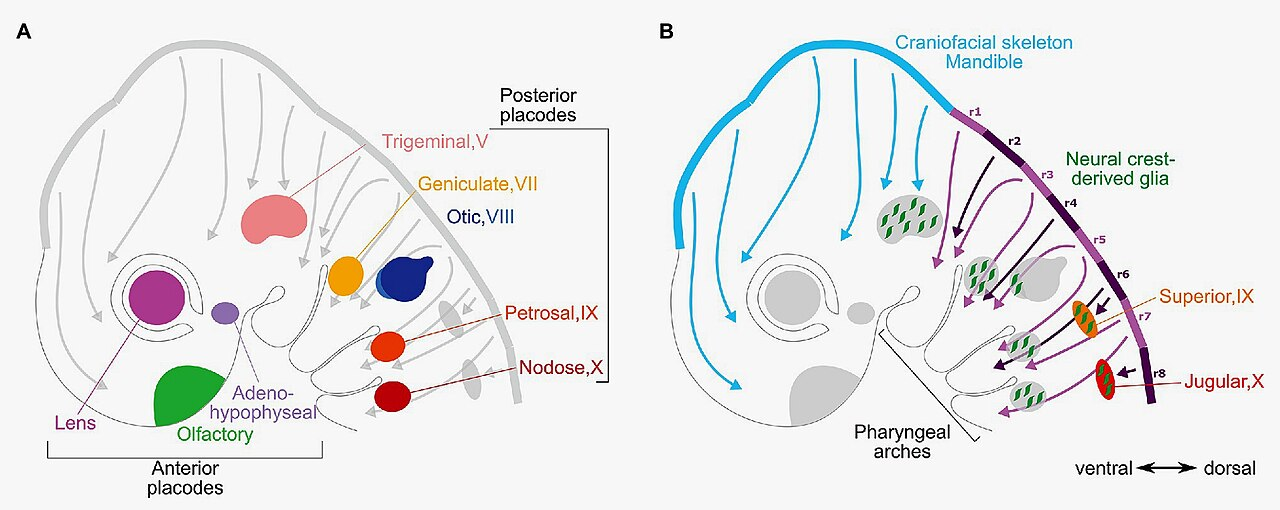 A
Posterior
placodes
Trigeminal,V
Geniculate,VII
Otic,VIII
Petrosal,IX
Nodose,X
Adeno-
hypophyseal
Lens
Olfactory
Anterior
placodes
B
Craniofacial skeleton
Mandible
r1
r2
r3
r4
r5
r6
r7
r8
Neural crest-
derived glia
Superior,IX
Jugular,X
Pharyngeal
arches
ventral
dorsal